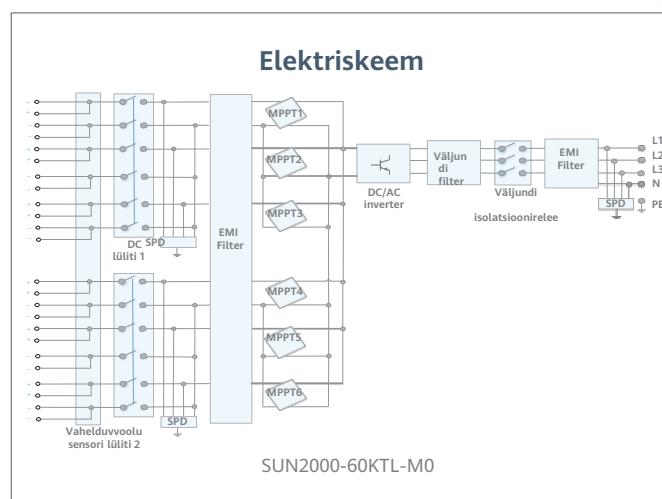 Elektriskeem
MPPT1
MPPT2
MPPT3
MPPT4
MPPT5
MPPT6
EMI
Filter
DC
lüliti 1
SPD
SPD
Vahelduvvoolu
sensori lüliti 2
DC/AC
inverter
Väljun
di
filter
Väljundi
isolatsioonirelee
EMI
Filter
SPD
L1
L2
L3
N
PE
SUN2000-60KTL-M0